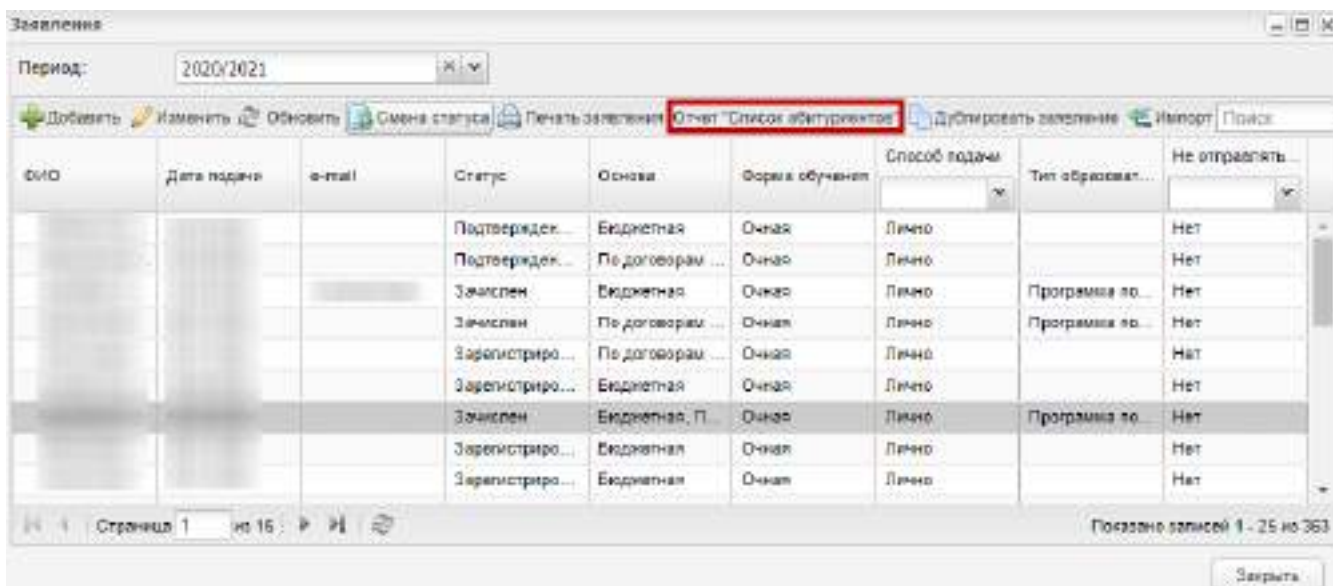 Заявления
Период: 2020/2021
Добавить Изменить Обновить Смена статуса Печать заявления Отчет "Список абитуриентов" Дублировать заявление Импорт Поиск
ФИО Дата подачи e-mail Статус Основа Форма обучения Способ подачи Тип образоват... Не отправлять...
Подтвержден... Бюджетная Очная Лично Нет
Подтвержден... По договорам ... Очная Лично Нет
Зачислен Бюджетная Очная Лично Программа по... Нет
Зачислен По договорам ... Очная Лично Программа по... Нет
Зарегистриро... По договорам ... Очная Лично Нет
Зарегистриро... Бюджетная Очная Лично Нет
Зачислен Бюджетная, П... Очная Лично Программа по... Нет
Зарегистриро... Бюджетная Очная Лично Нет
Зарегистриро... Бюджетная Очная Лично Нет
Страница 1 из 16 Показано записей 1 - 25 из 363
Закрыть